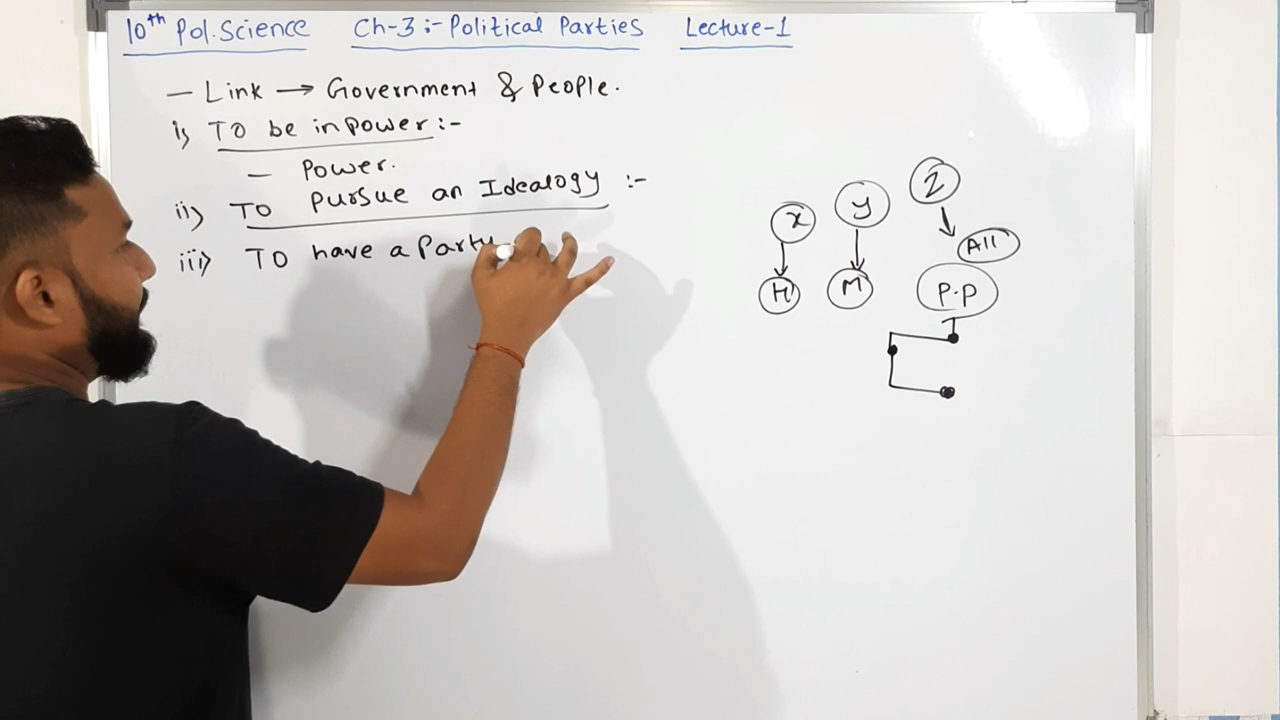 10th Pol.Science Ch-3:- Political Parties Lecture-1
— Link → Government & People.
i) To be in power:-
— Power.
ii) To Pursue an Idealogy :-
iii) To have a Party
x y Z
All
H M P.P